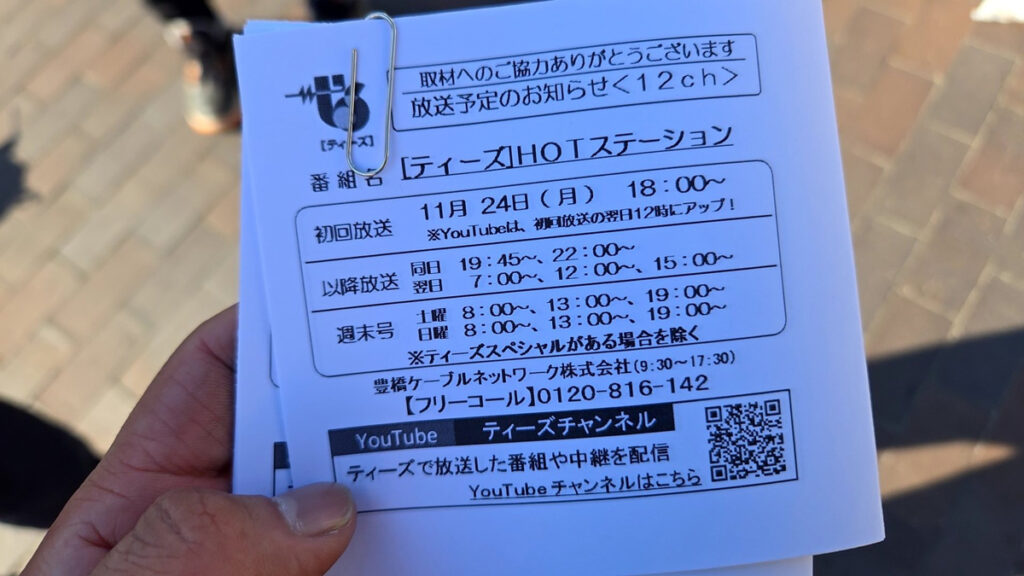 取材へのご協力ありがとうございます
放送予定のお知らせ<12ch>
[ティーズ]
番組名 [ティーズ]HOTステーション
初回放送 11月 24日(月) 18:00~
※YouTubeは、初回放送の翌日12時にアップ!
以降放送 同日 19:45~、22:00~
翌日 7:00~、12:00~、15:00~
週末号 土曜 8:00~、13:00~、19:00~
日曜 8:00~、13:00~、19:00~
※ティーズスペシャルがある場合を除く
豊橋ケーブルネットワーク株式会社(9:30~17:30)
【フリーコール】0120-816-142
YouTube ティーズチャンネル
ティーズで放送した番組や中継を配信
YouTubeチャンネルはこちら